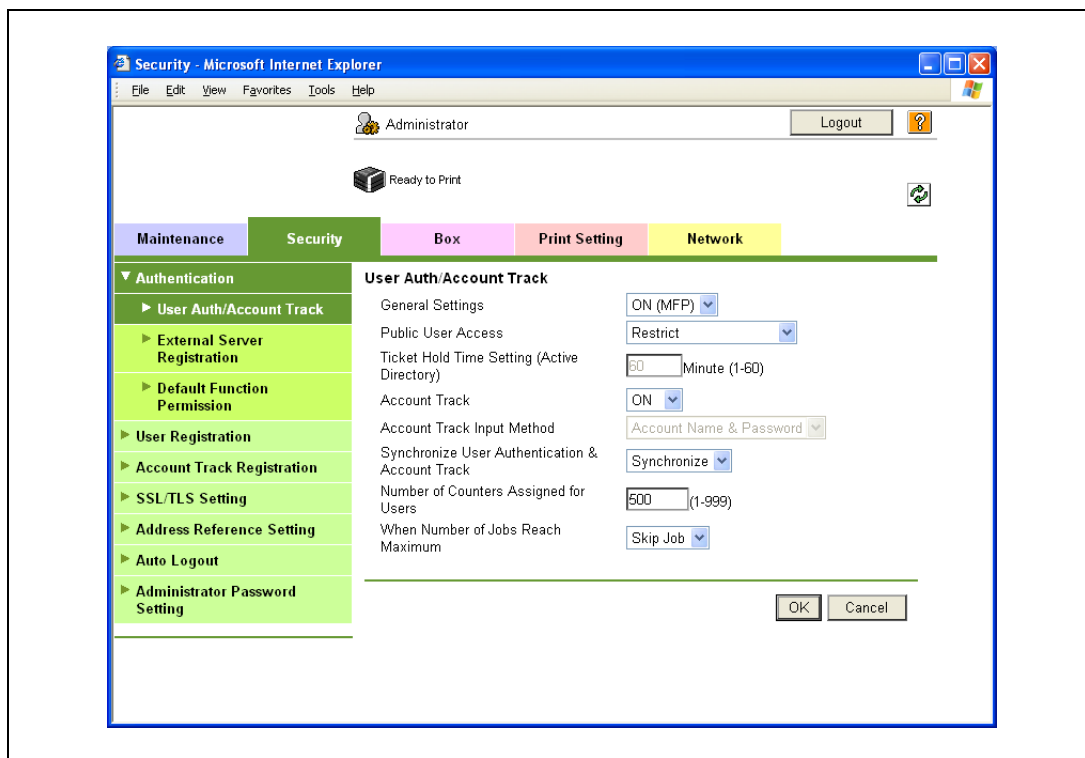 Security - Microsoft Internet Explorer
File Edit View Favorites Tools Help
Administrator
Logout
?
Ready to Print
Maintenance
Security
Box
Print Setting
Network
Authentication
User Auth/Account Track
External Server
Registration
Default Function
Permission
User Registration
Account Track Registration
SSL/TLS Setting
Address Reference Setting
Auto Logout
Administrator Password
Setting
User Auth/Account Track
General Settings
ON (MFP)
Public User Access
Restrict
Ticket Hold Time Setting (Active
Directory)
60 Minute (1-60)
Account Track
ON
Account Track Input Method
Account Name & Password
Synchronize User Authentication &
Account Track
Synchronize
Number of Counters Assigned for
Users
500 (1-999)
When Number of Jobs Reach
Maximum
Skip Job
OK
Cancel